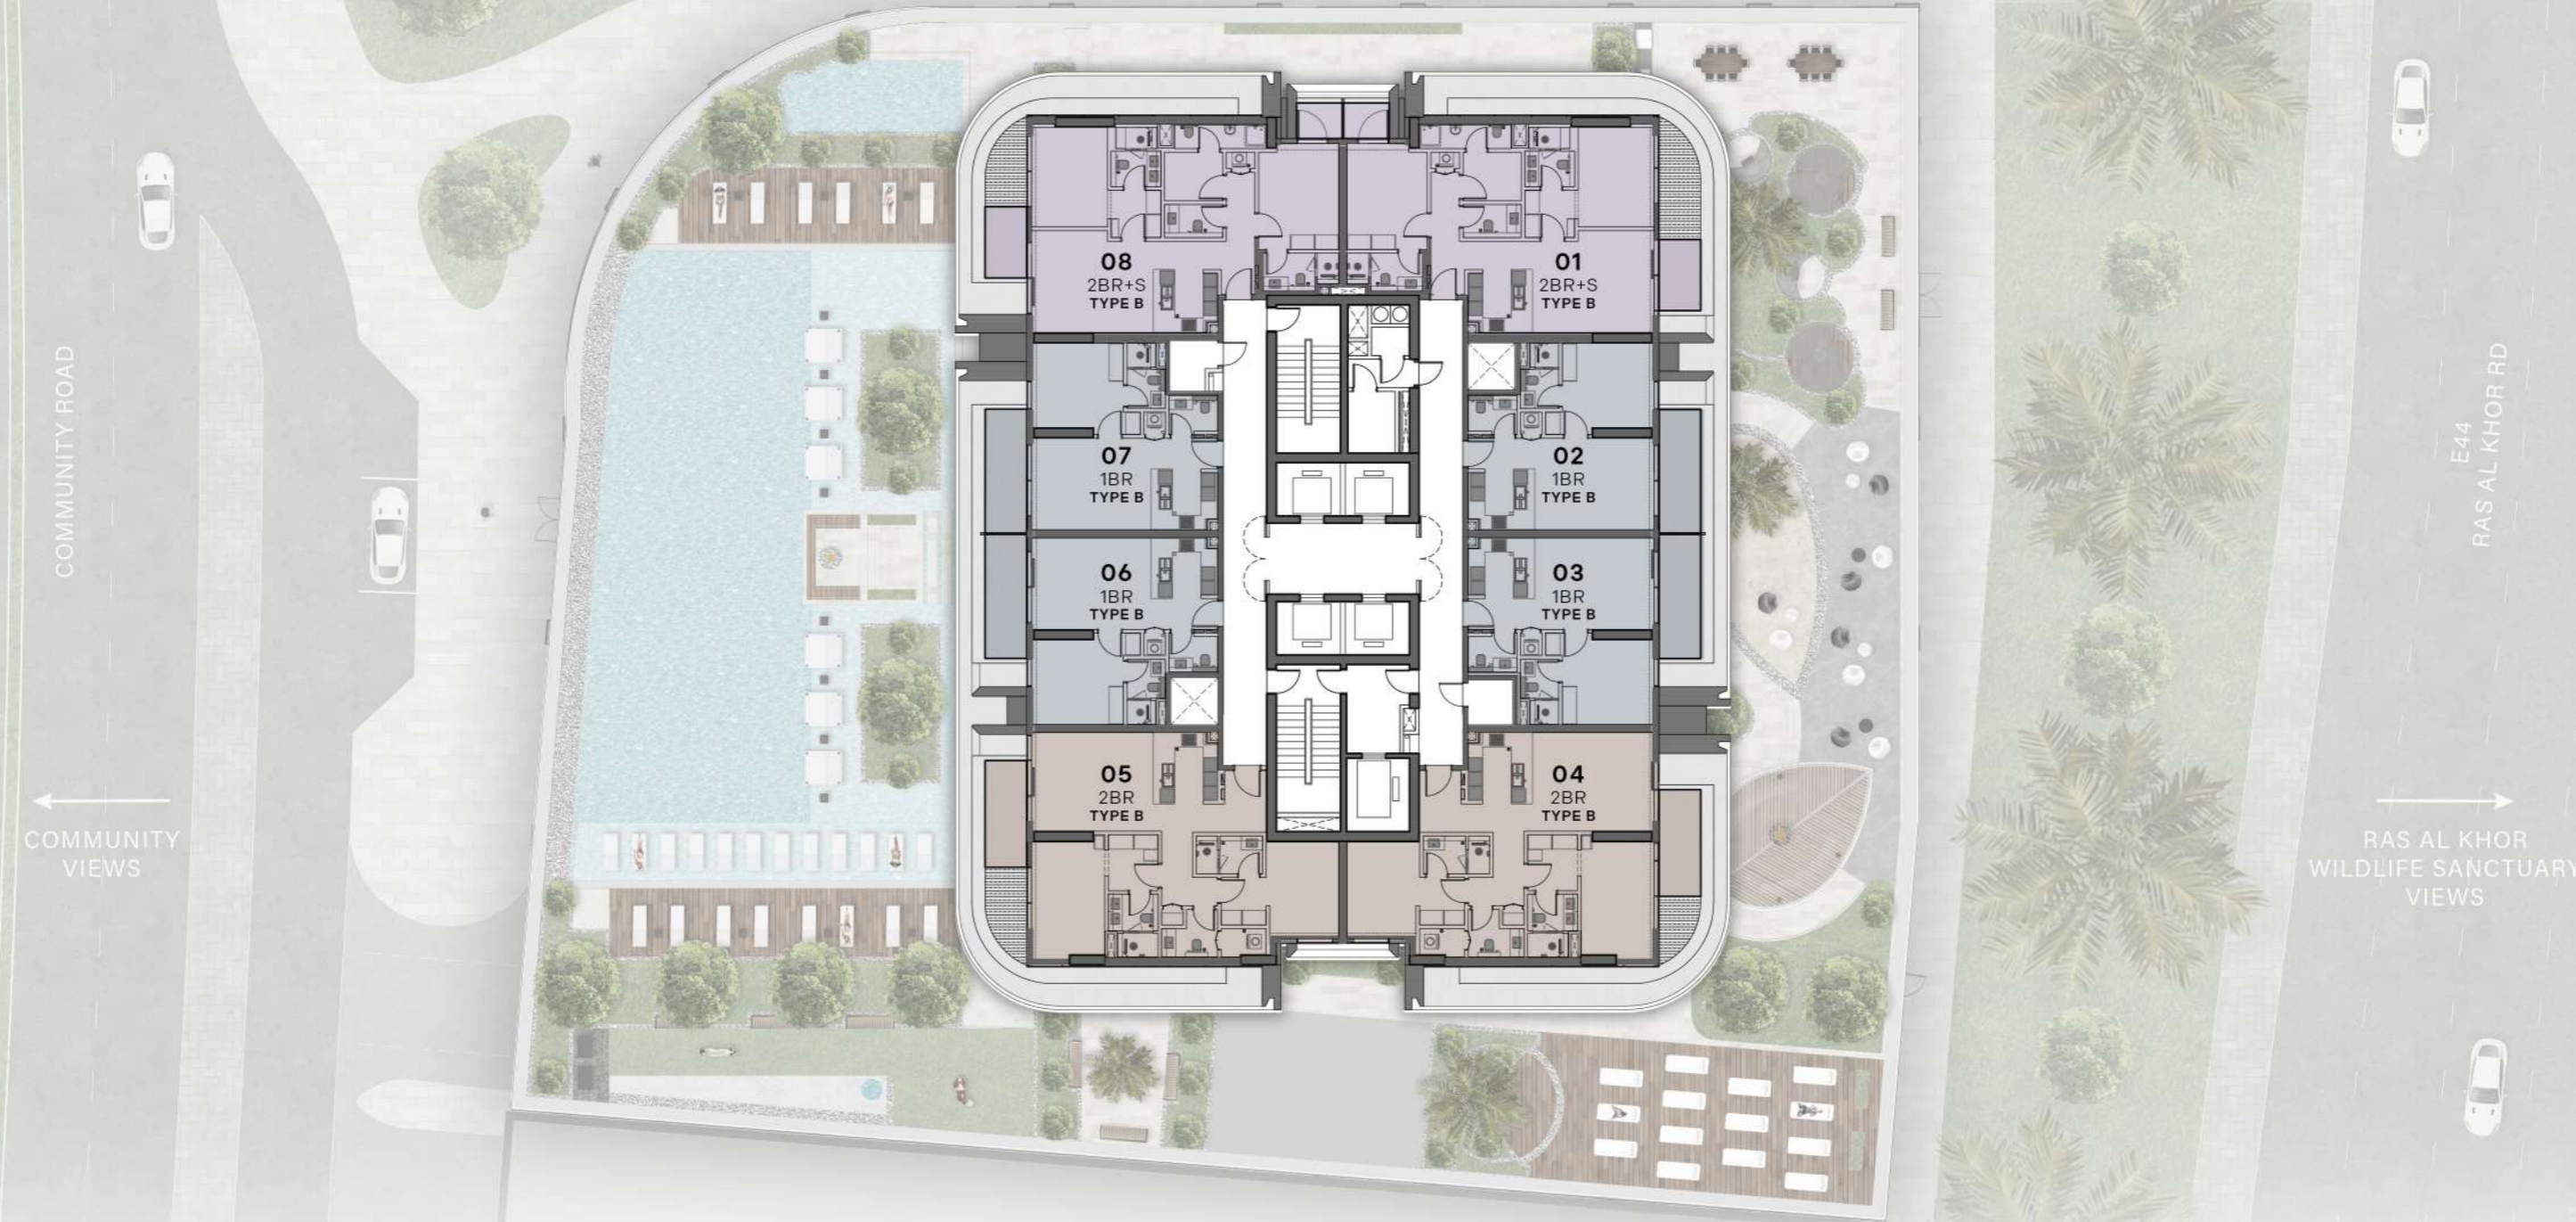 COMMUNITY ROAD
COMMUNITY
VIEWS
08
2BR+S
TYPE B
01
2BR+S
TYPE B
07
1BR
TYPE B
02
1BR
TYPE B
06
1BR
TYPE B
03
1BR
TYPE B
05
2BR
TYPE B
04
2BR
TYPE B
E44
RAS AL KHOR RD
RAS AL KHOR
WILDLIFE SANCTUARY
VIEWS